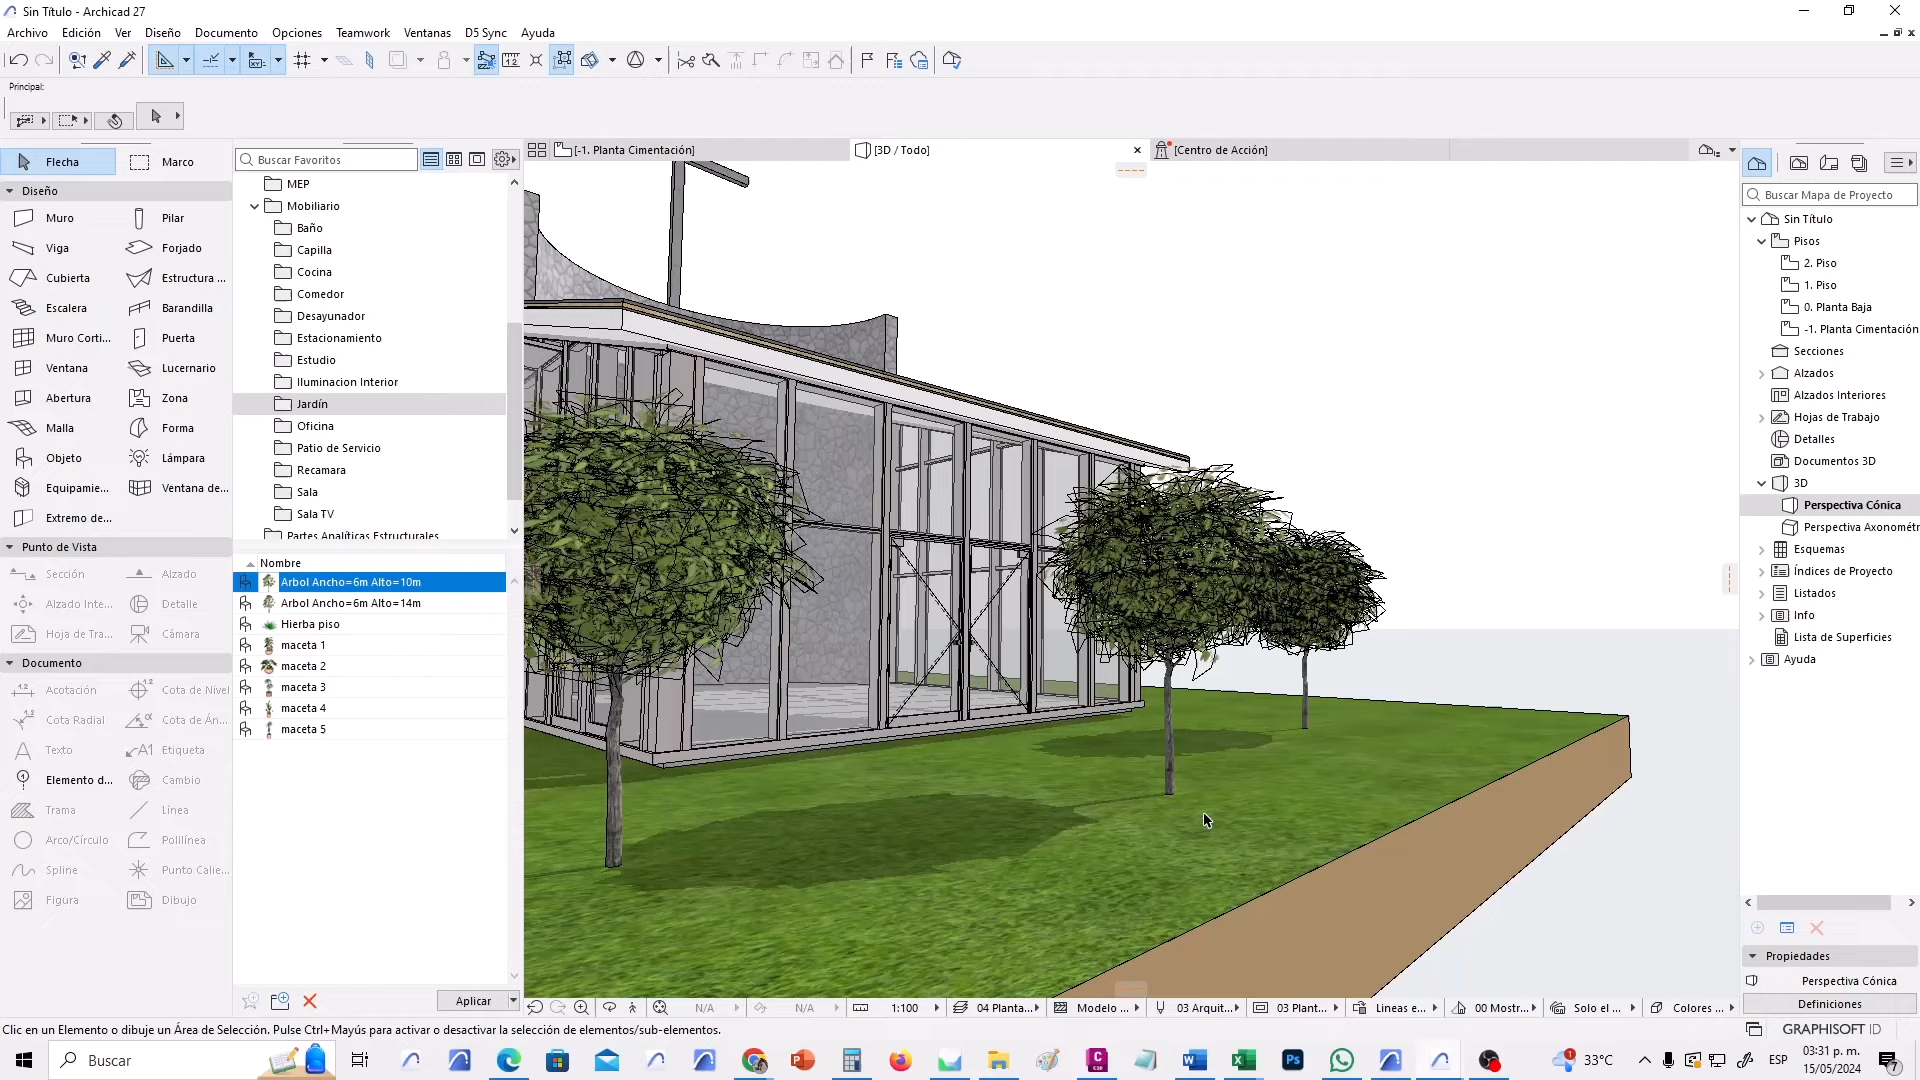 Sin Título - Archicad 27
Archivo Edición Ver Diseño Documento Opciones Teamwork Ventanas D5 Sync Ayuda
Principal:
Flecha Marco
Diseño
Muro Pilar
Viga Forjado
Cubierta Estructura ...
Escalera Barandilla
Muro Corti... Puerta
Ventana Lucernario
Abertura Zona
Malla Forma
Objeto Lámpara
Equipamie... Ventana de...
Extremo de...
Punto de Vista
Sección Alzado
Alzado Inte... Detalle
Hoja de Tra... Cámara
Documento
Acotación Cota de Nivel
Cota Radial Cota de Án...
Texto Etiqueta
Elemento d... Cambio
Trama Línea
Arco/Círculo Polilínea
Spline Punto Calie...
Figura Dibujo
Buscar Favoritos
MEP
Mobiliario
Baño
Capilla
Cocina
Comedor
Desayunador
Estacionamiento
Estudio
Iluminacion Interior
Jardín
Oficina
Patio de Servicio
Recamara
Sala
Sala TV
Partes Analíticas Estructurales
Nombre
Arbol Ancho=6m Alto=10m
Arbol Ancho=6m Alto=14m
Hierba piso
maceta 1
maceta 2
maceta 3
maceta 4
maceta 5
Aplicar
[-1. Planta Cimentación] [3D / Todo] [Centro de Acción]
Buscar Mapa de Proyecto
Sin Título
Pisos
2. Piso
1. Piso
0. Planta Baja
-1. Planta Cimentación
Secciones
Alzados
Alzados Interiores
Hojas de Trabajo
Detalles
Documentos 3D
3D
Perspectiva Cónica
Perspectiva Axonométr
Esquemas
Índices de Proyecto
Listados
Info
Lista de Superficies
Ayuda
Propiedades
Perspectiva Cónica
Definiciones
N/A N/A 1:100 04 Planta... Modelo ... 03 Arquit... 03 Plant... Lineas e... 00 Mostr... Solo el ... Colores ...
Clic en un Elemento o dibuje un Área de Selección. Pulse Ctrl+Mayús para activar o desactivar la selección de elementos/sub-elementos.
GRAPHISOFT ID
Buscar
33°C ESP 03:31 p. m.
15/05/2024
7